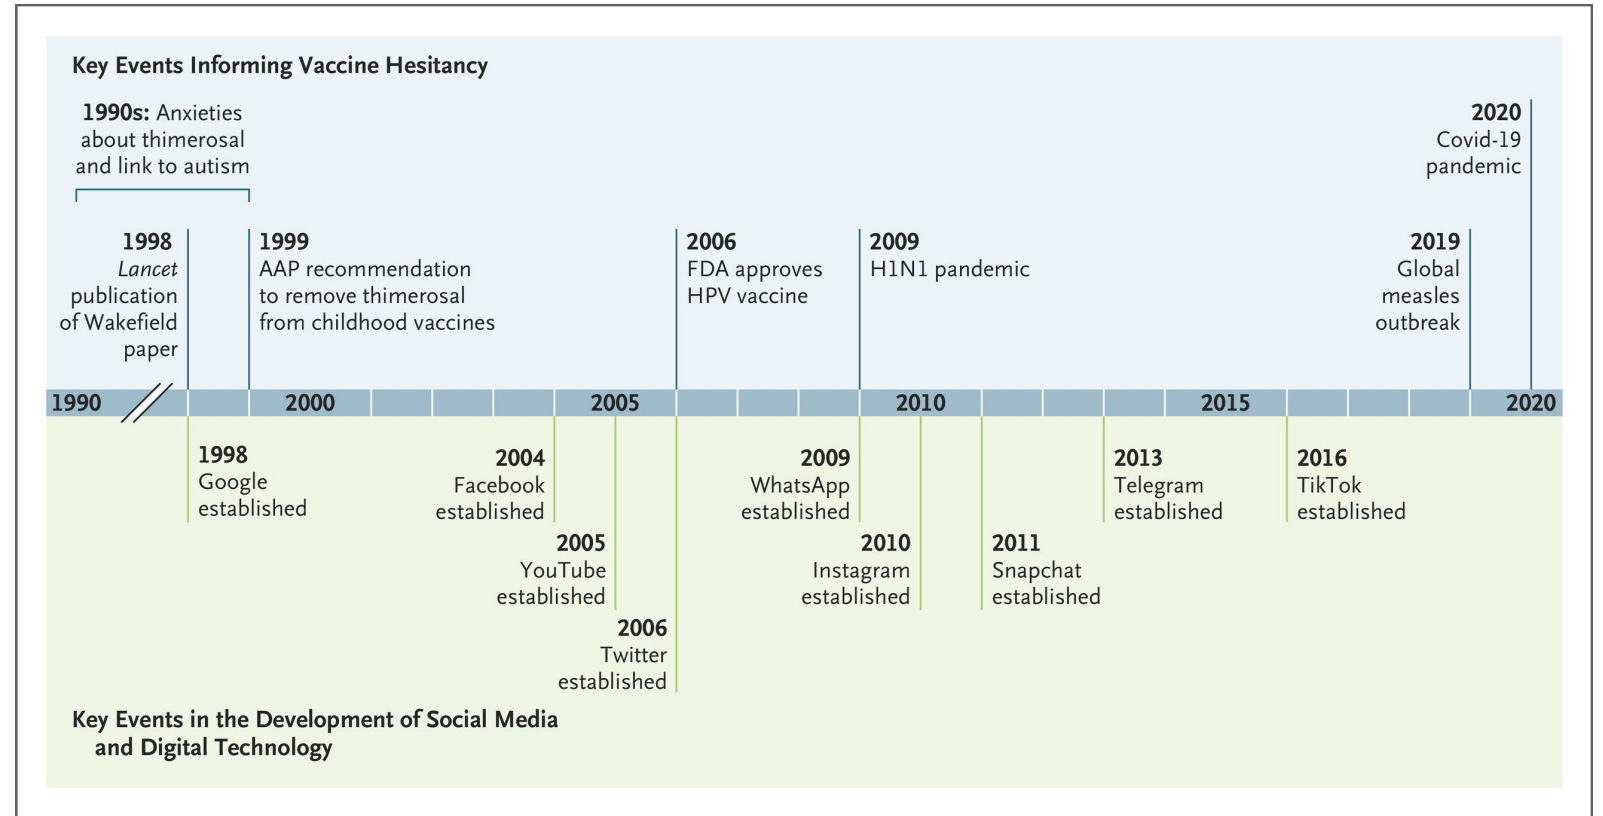 Key Events Informing Vaccine Hesitancy
1990s: Anxieties
about thimerosal
and link to autism
2020
Covid-19
pandemic
1998
Lancet
publication
of Wakefield
paper
1999
AAP recommendation
to remove thimerosal
from childhood vaccines
2006
FDA approves
HPV vaccine
2009
H1N1 pandemic
2019
Global
measles
outbreak
1990 2000 2005 2010 2015 2020
1998
Google
established
2004
Facebook
established
2005
YouTube
established
2006
Twitter
established
2009
WhatsApp
established
2010
Instagram
established
2011
Snapchat
established
2013
Telegram
established
2016
TikTok
established
Key Events in the Development of Social Media
and Digital Technology